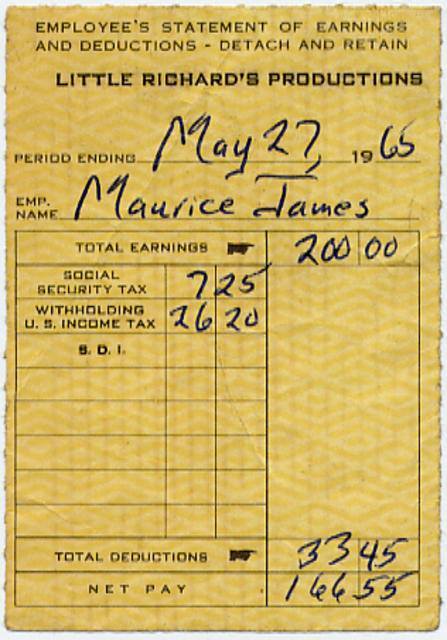 EMPLOYEE'S STATEMENT OF EARNINGS
AND DEDUCTIONS - DETACH AND RETAIN
LITTLE RICHARD'S PRODUCTIONS
PERIOD ENDING May 27, 1965
EMP. NAME Maurice James
TOTAL EARNINGS 200 00
SOCIAL SECURITY TAX 7 25
WITHHOLDING U. S. INCOME TAX 26 20
S. D. I.
TOTAL DEDUCTIONS 33 45
NET PAY 166 55